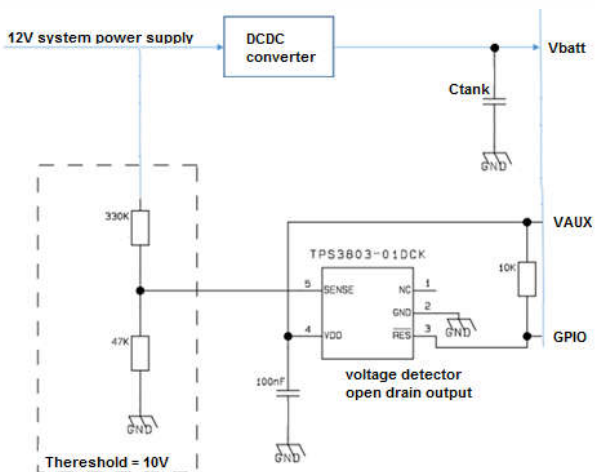 12V system power supply
DCDC
converter
Vbatt
Ctank
GND
330K
VAUX
TPS3803-01DCK
10K
5
SENSE
NC
1
GND
2
GND
4
VDD
RES
3
GPIO
47K
voltage detector
open drain output
100nF
GND
GND
Thereshold = 10V